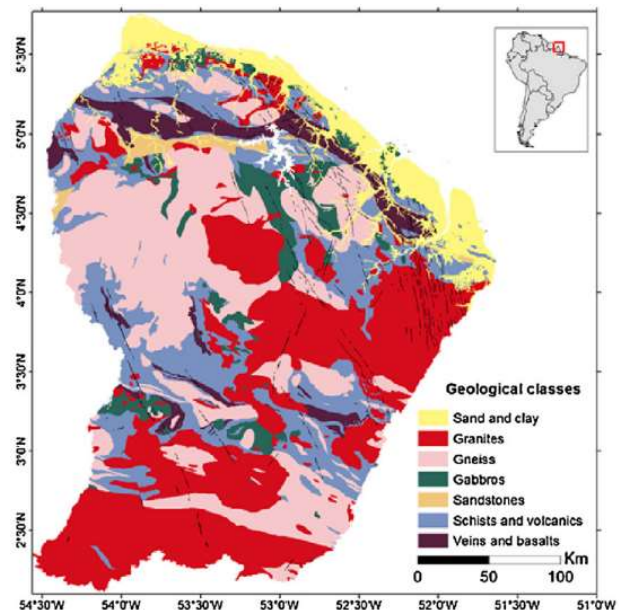 5°30'N
5°0'N
4°30'N
4°0'N
3°30'N
3°0'N
2°30'N
Geological classes
Sand and clay
Granites
Gneiss
Gabbros
Sandstones
Schists and volcanics
Veins and basalts
Km
0 50 100
54°30'W 54°0'W 53°30'W 53°0'W 52°30'W 52°0'W 51°30'W 51°0'W